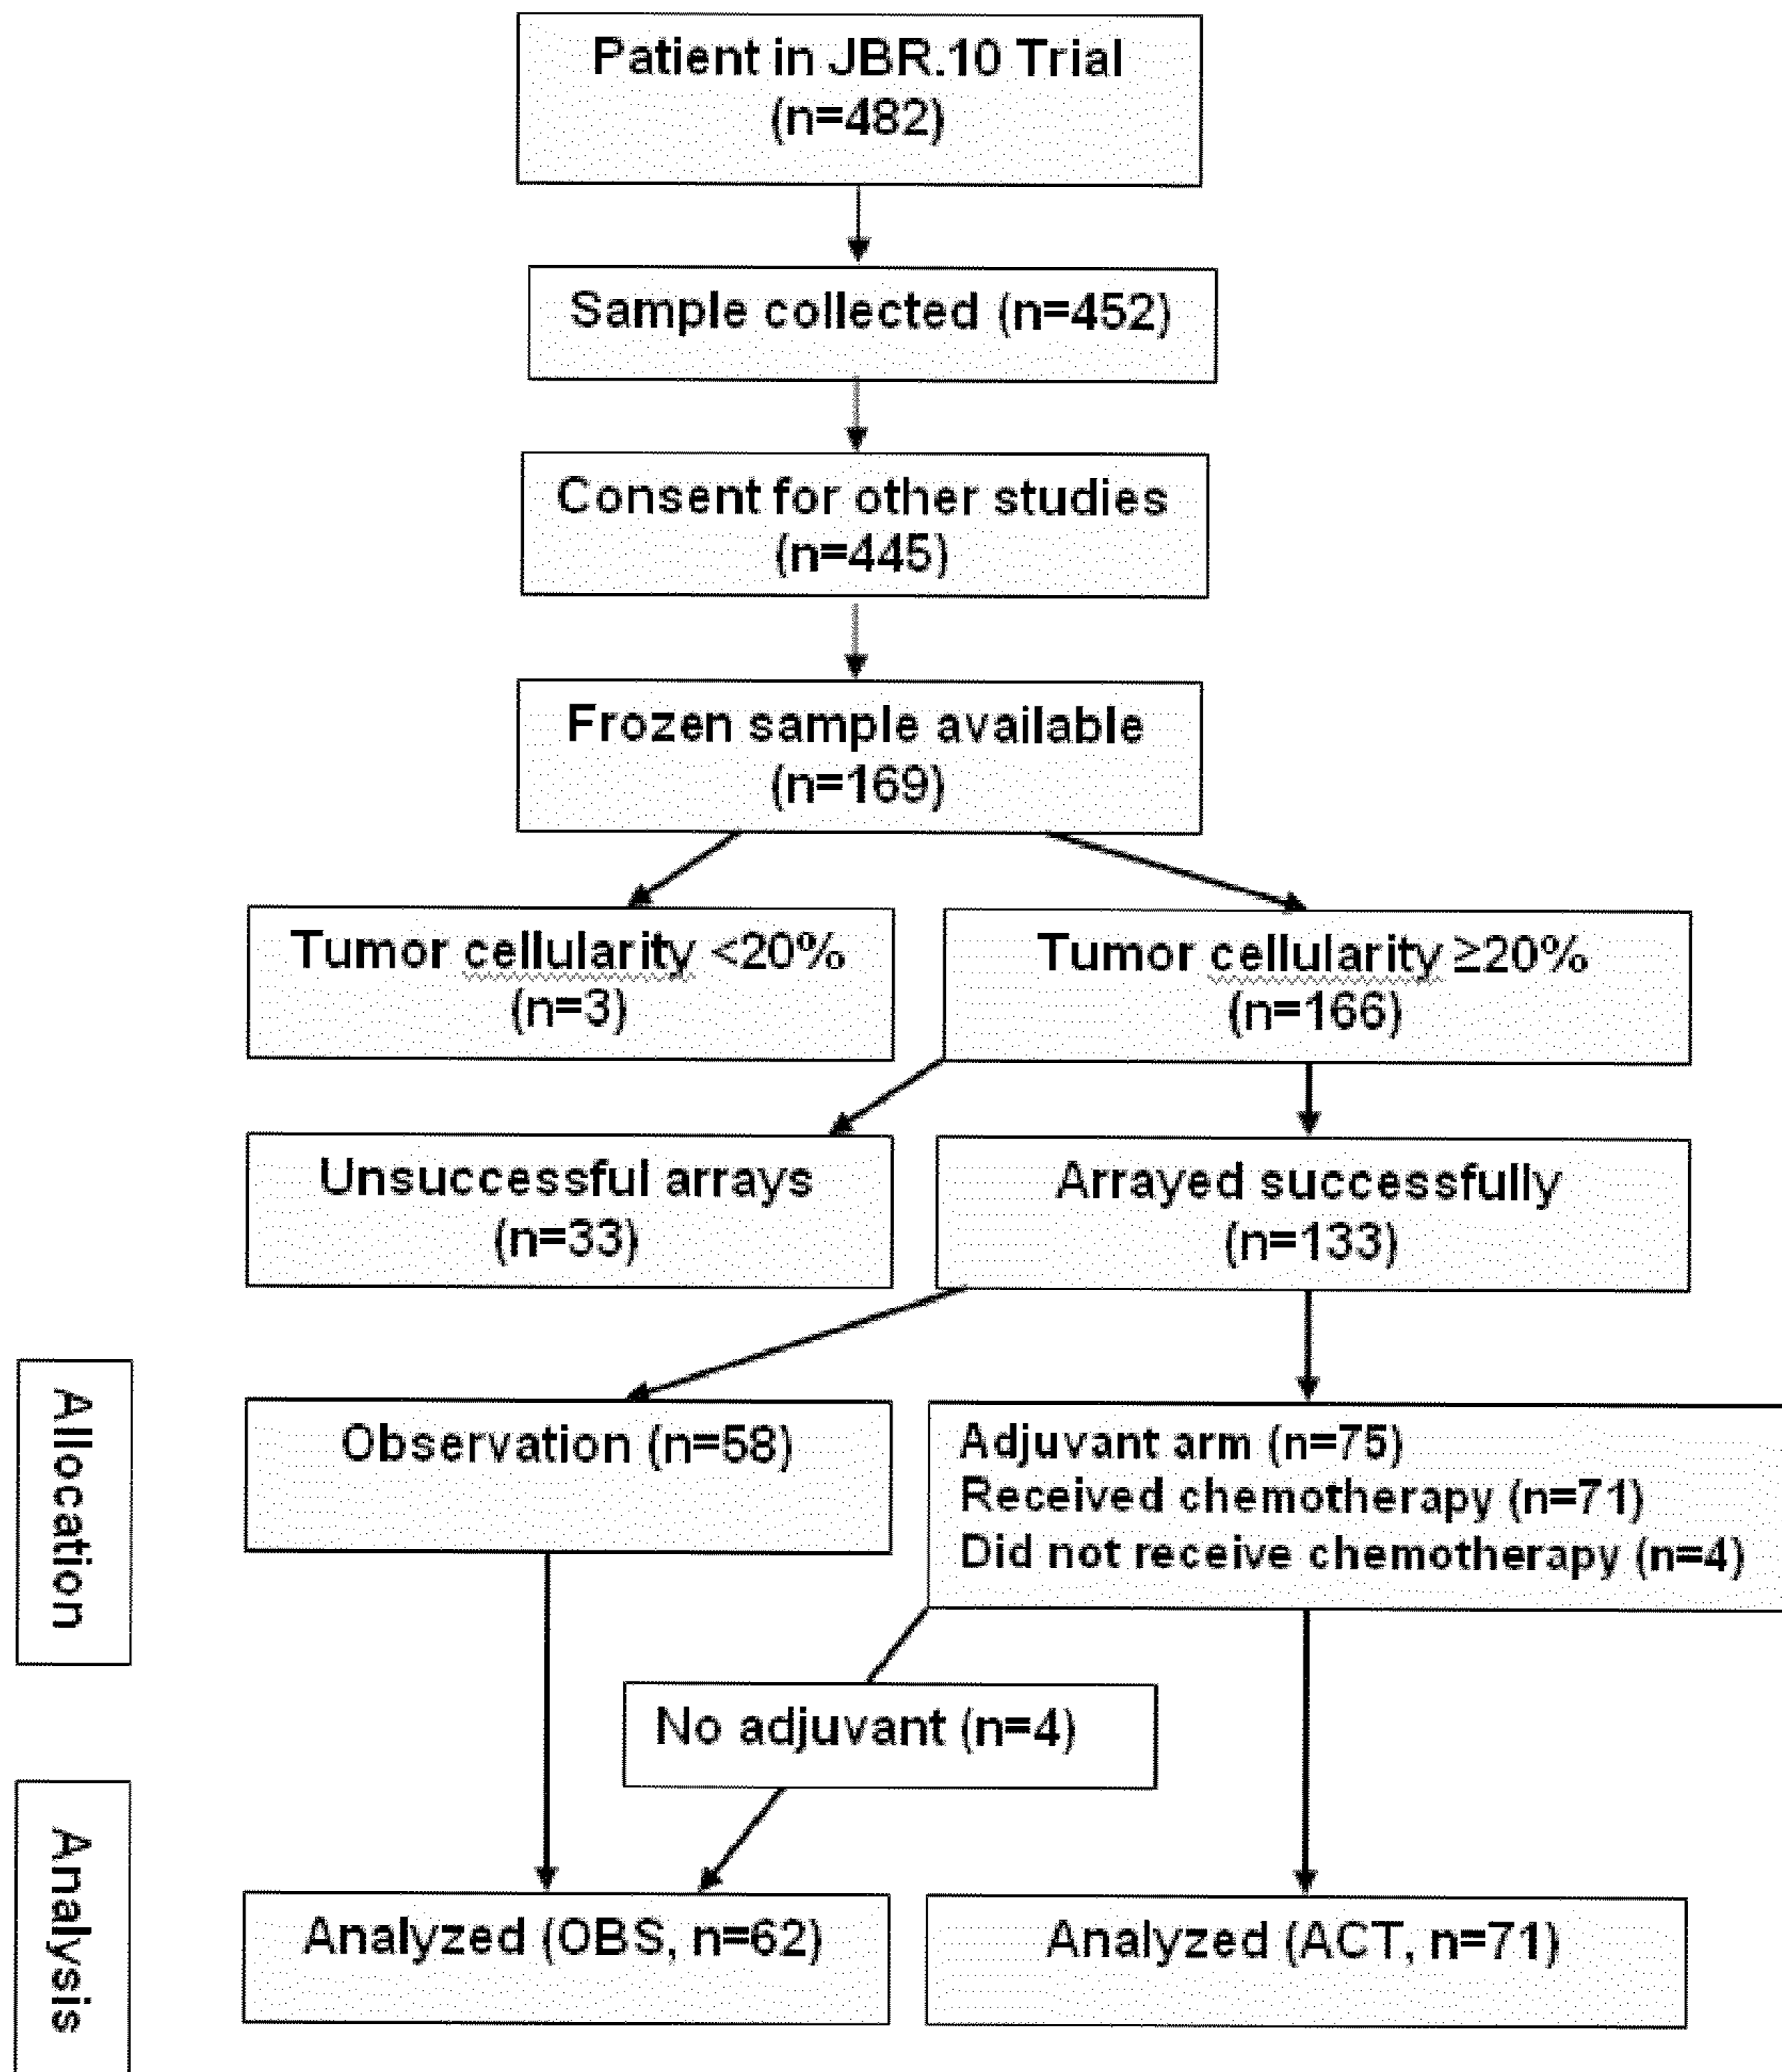 Patient in JBR.10 Trial
(n=482)
Sample collected (n=452)
Consent for other studies
(n=445)
Frozen sample available
(n=169)
Tumor cellularity <20%
(n=3)
Tumor cellularity ≥20%
(n=166)
Unsuccessful arrays
(n=33)
Arrayed successfully
(n=133)
Allocation
Observation (n=58)
Adjuvant arm (n=75)
Received chemotherapy (n=71)
Did not receive chemotherapy (n=4)
No adjuvant (n=4)
Analysis
Analyzed (OBS, n=62)
Analyzed (ACT, n=71)